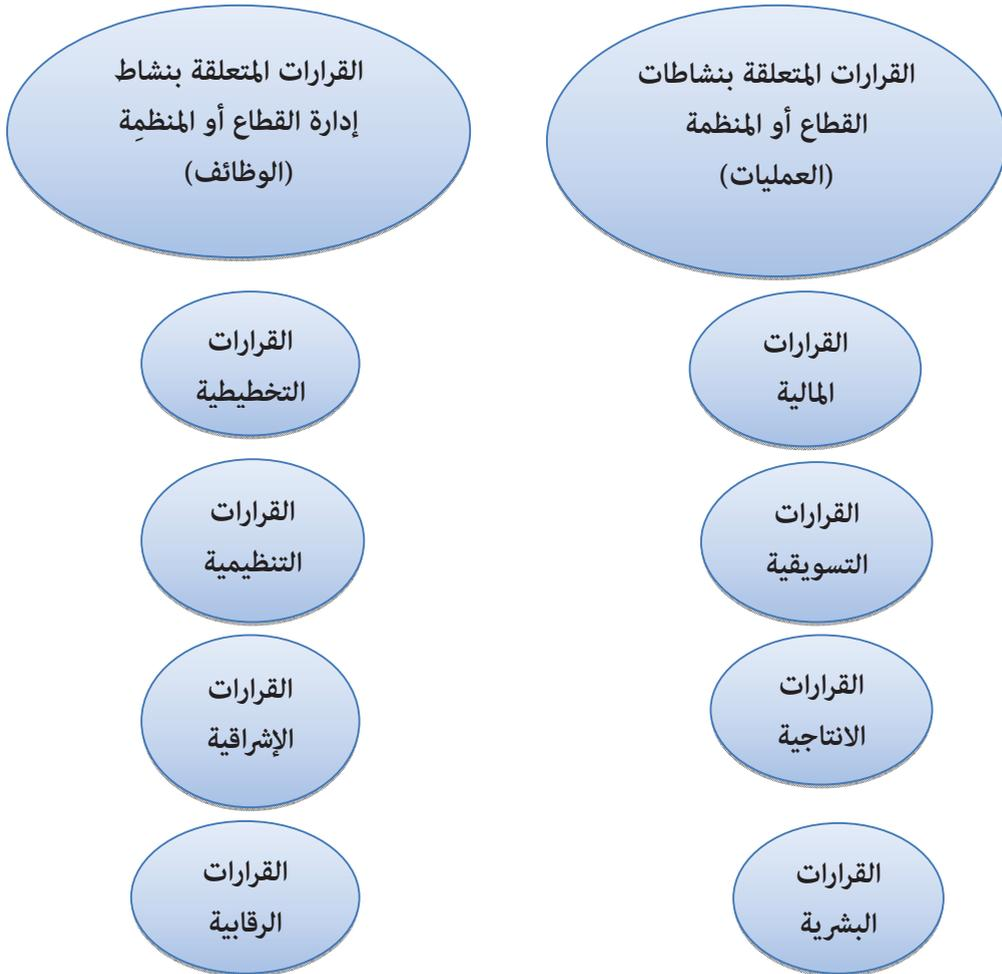 القرارات المتعلقة بنشاطات
القطاع أو المنظمة
(العمليات)
القرارات المتعلقة بنشاط
إدارة القطاع أو المنظمِة
(الوظائف)
القرارات
المالية
القرارات
التخطيطية
القرارات
التسويقية
القرارات
التنظيمية
القرارات
الانتاجية
القرارات
الإشراقية
القرارات
البشرية
القرارات
الرقابية